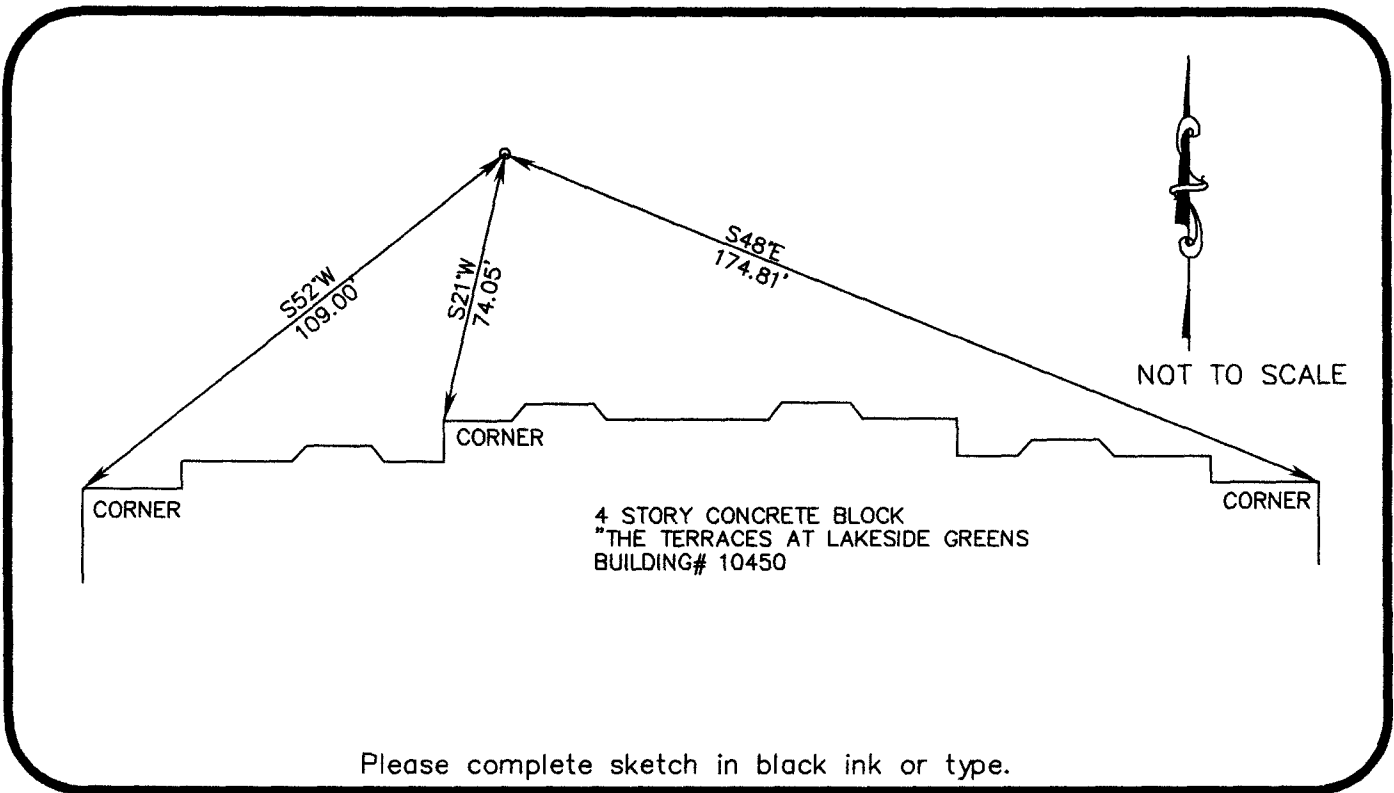 S52°W
109.00'
S21°W
74.05'
S48°E
174.81'
NOT TO SCALE
CORNER
CORNER
CORNER
4 STORY CONCRETE BLOCK
"THE TERRACES AT LAKESIDE GREENS
BUILDING# 10450
Please complete sketch in black ink or type.